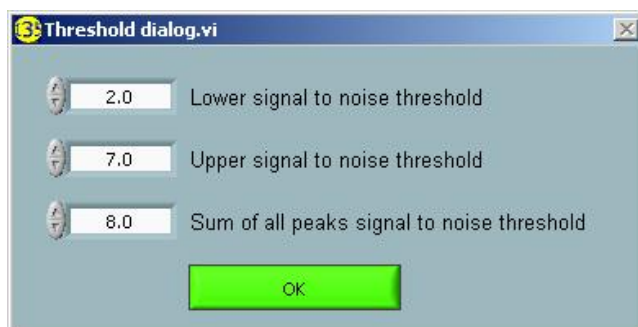 Threshold dialog.vi
2.0 Lower signal to noise threshold
7.0 Upper signal to noise threshold
8.0 Sum of all peaks signal to noise threshold
OK